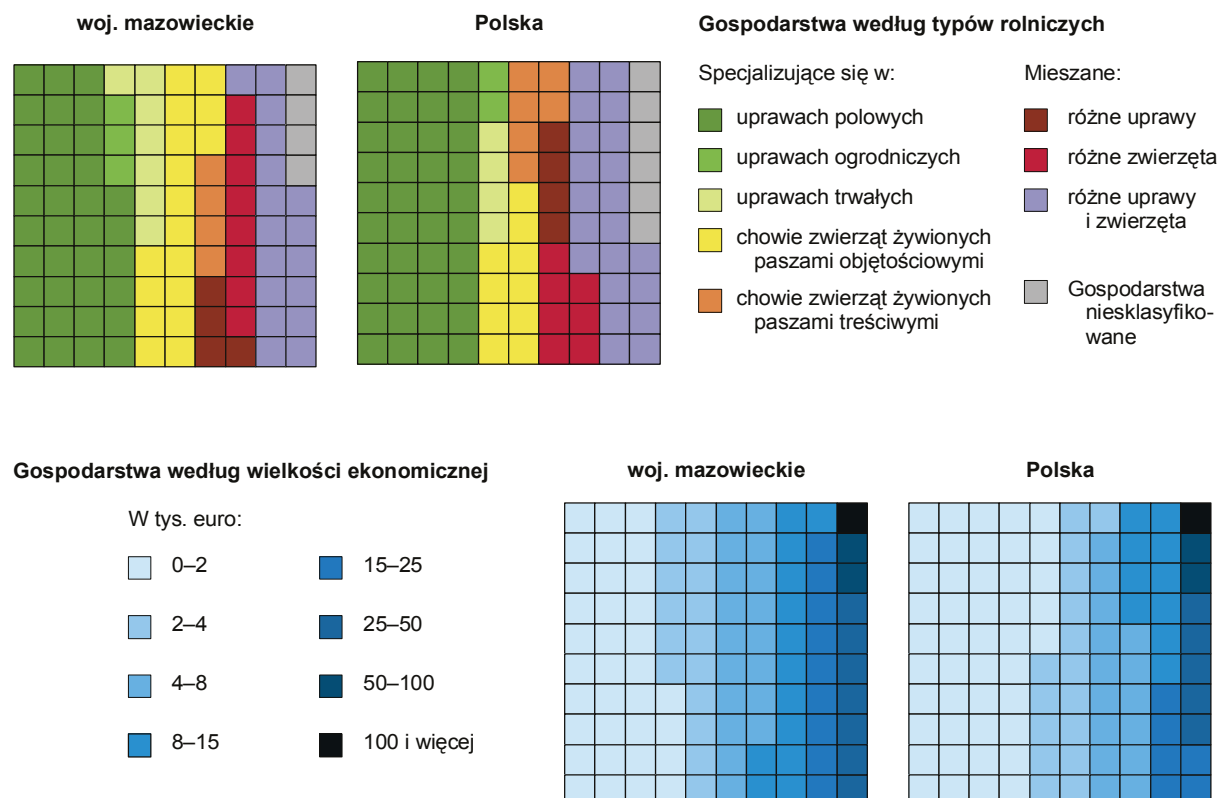 woj. mazowieckie
Polska
Gospodarstwa według typów rolniczych
Specjalizujące się w:
uprawach polowych
uprawach ogrodniczych
uprawach trwałych
chowie zwierząt żywionych
paszami objętościowymi
chowie zwierząt żywionych
paszami treściwymi
Mieszane:
różne uprawy
różne zwierzęta
różne uprawy
i zwierzęta
Gospodarstwa
niesklasyfiko-
wane
Gospodarstwa według wielkości ekonomicznej
W tys. euro:
0–2
2–4
4–8
8–15
15–25
25–50
50–100
100 i więcej
woj. mazowieckie
Polska